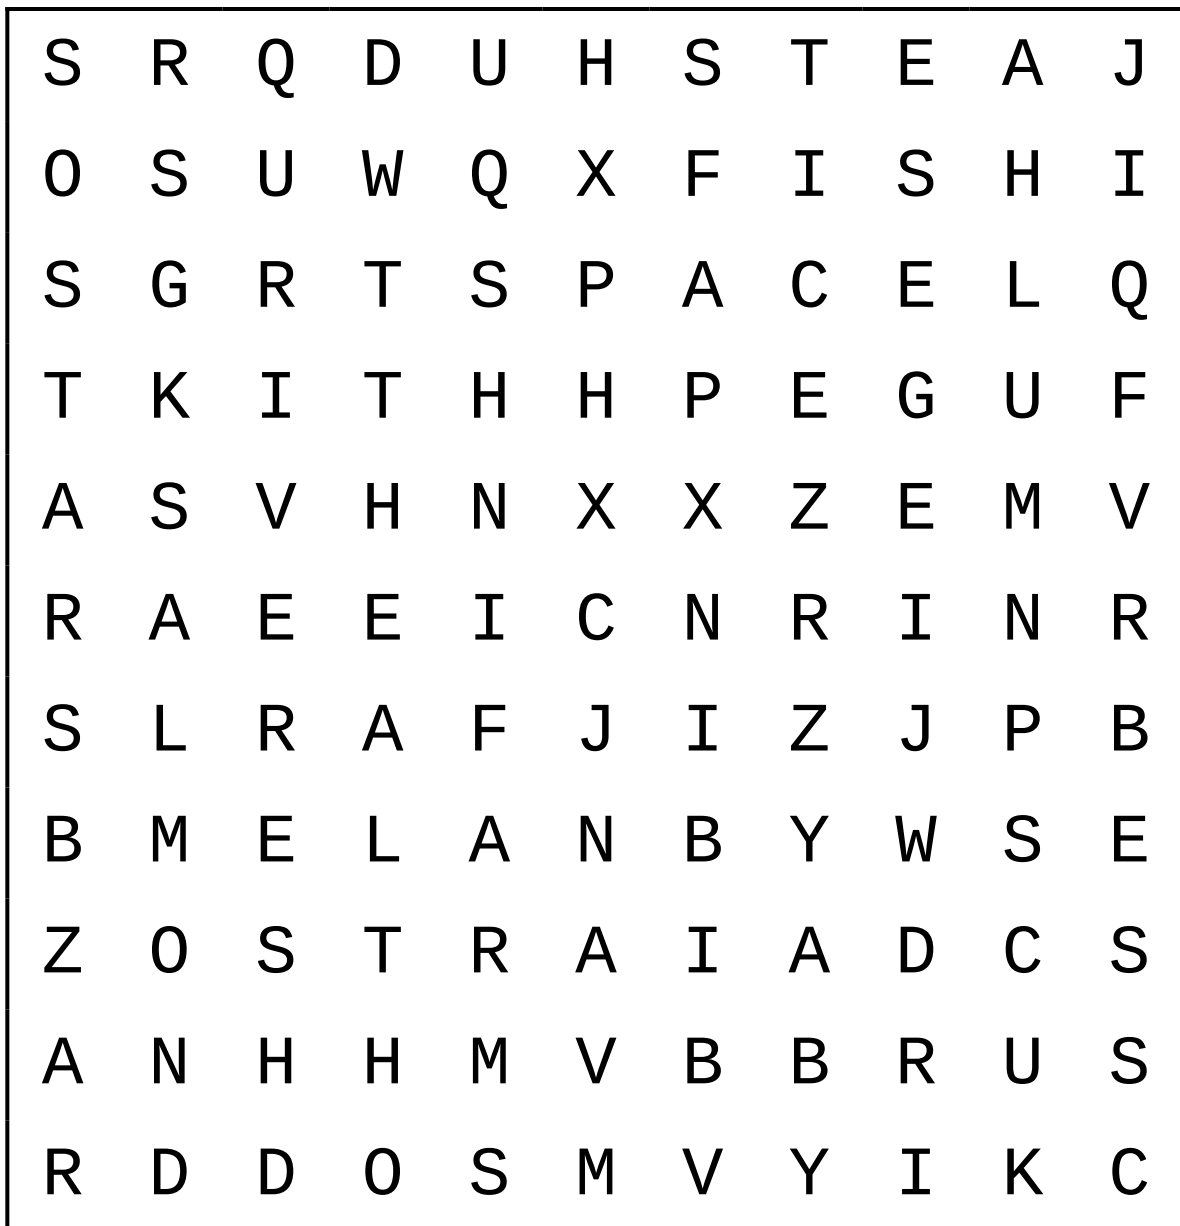 S R Q D U H S T E A J
O S U W Q X F I S H I
S G R T S P A C E L Q
T K I T H H P E G U F
A S V H N X X Z E M V
R A E E I C N R I N R
S L R A F J I Z J P B
B M E L A N B Y W S E
Z O S T R A I A D C S
A N H H M V B B R U S
R D D O S M V Y I K C